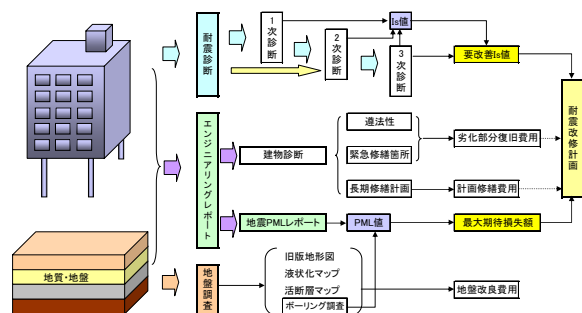 耐震診断
1次診断
2次診断
3次診断
Is値
要改善Is値
耐震改修計画
エンジニアリングレポート
建物診断
遵法性
緊急修繕箇所
長期修繕計画
劣化部分復旧費用
計画修繕費用
地震PMLレポート
PML値
最大期待損失額
地質・地盤
地盤調査
旧版地形図
液状化マップ
活断層マップ
ボーリング調査
地盤改良費用